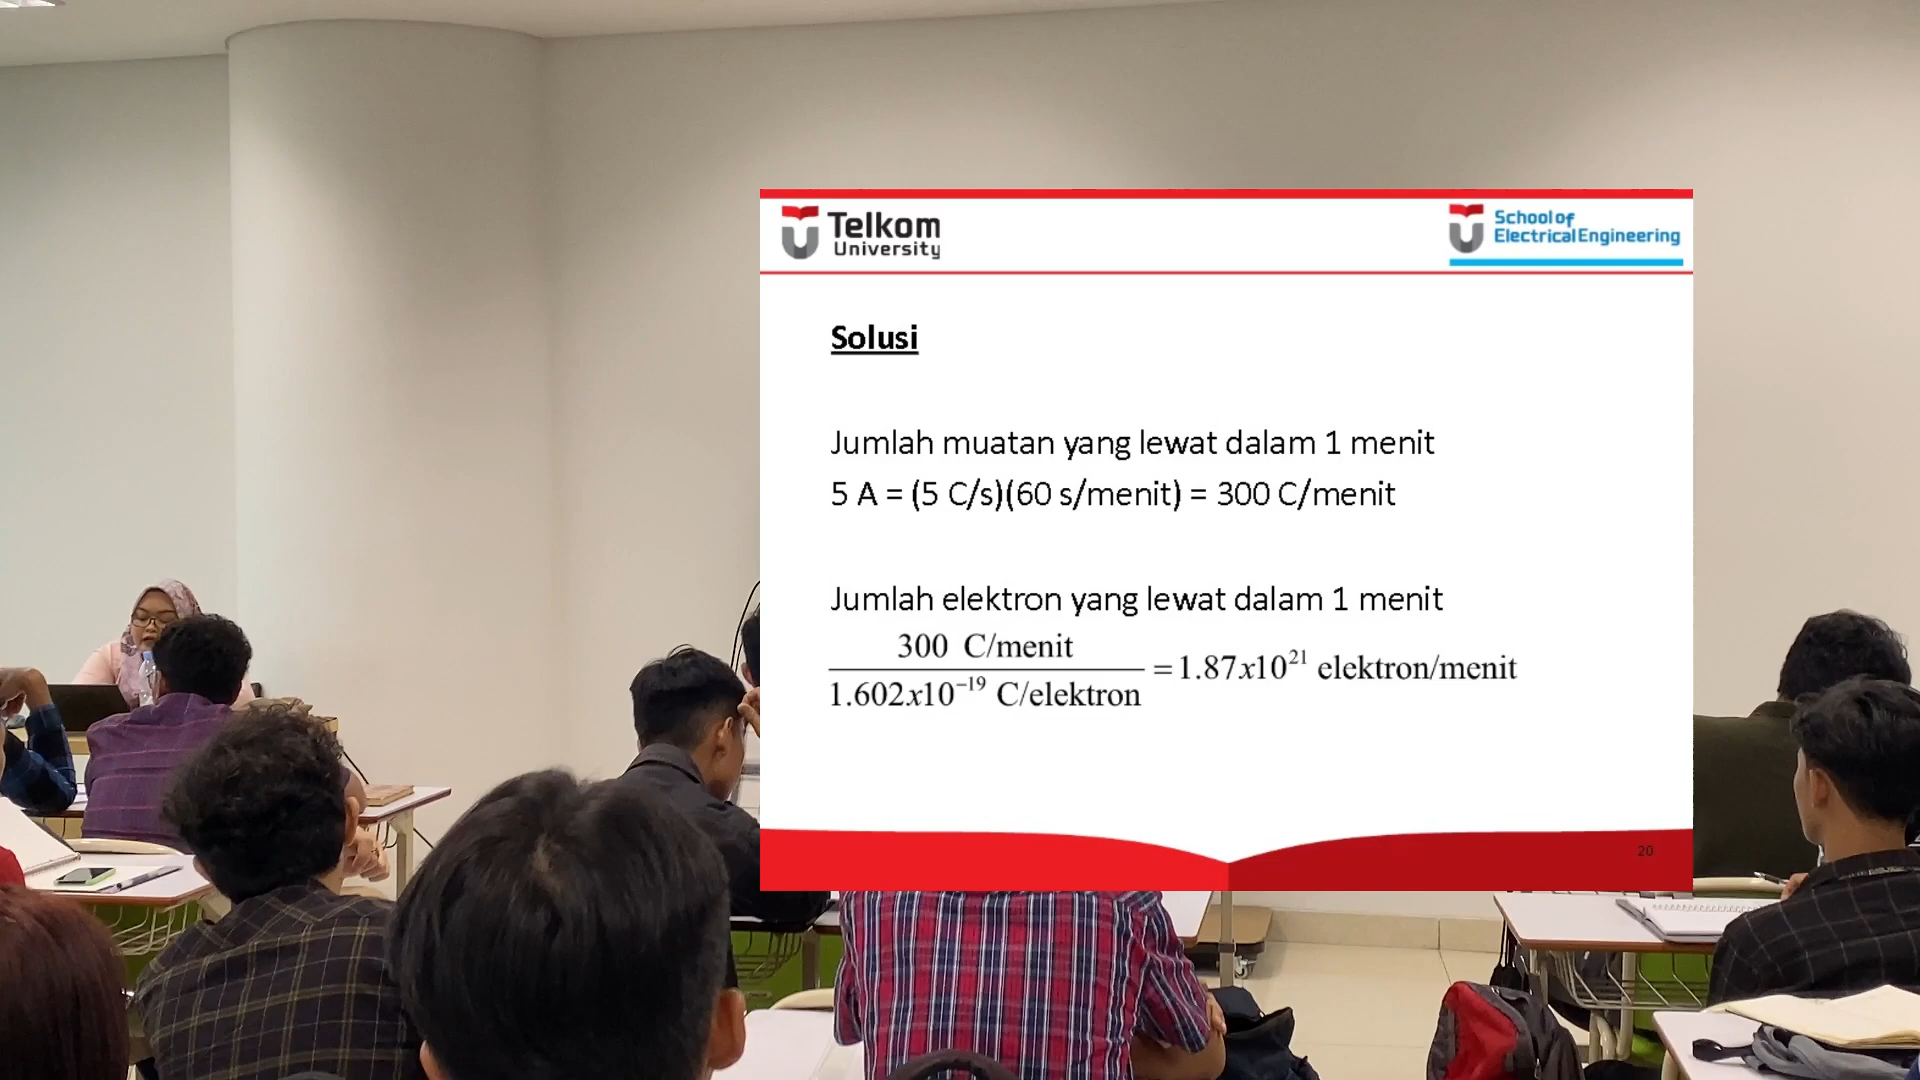 Telkom
University
School of
Electrical Engineering
Solusi
Jumlah muatan yang lewat dalam 1 menit
5 A = (5 C/s)(60 s/menit) = 300 C/menit
Jumlah elektron yang lewat dalam 1 menit
300 C/menit
1.602x10⁻¹⁹ C/elektron
=1.87x10²¹ elektron/menit
20